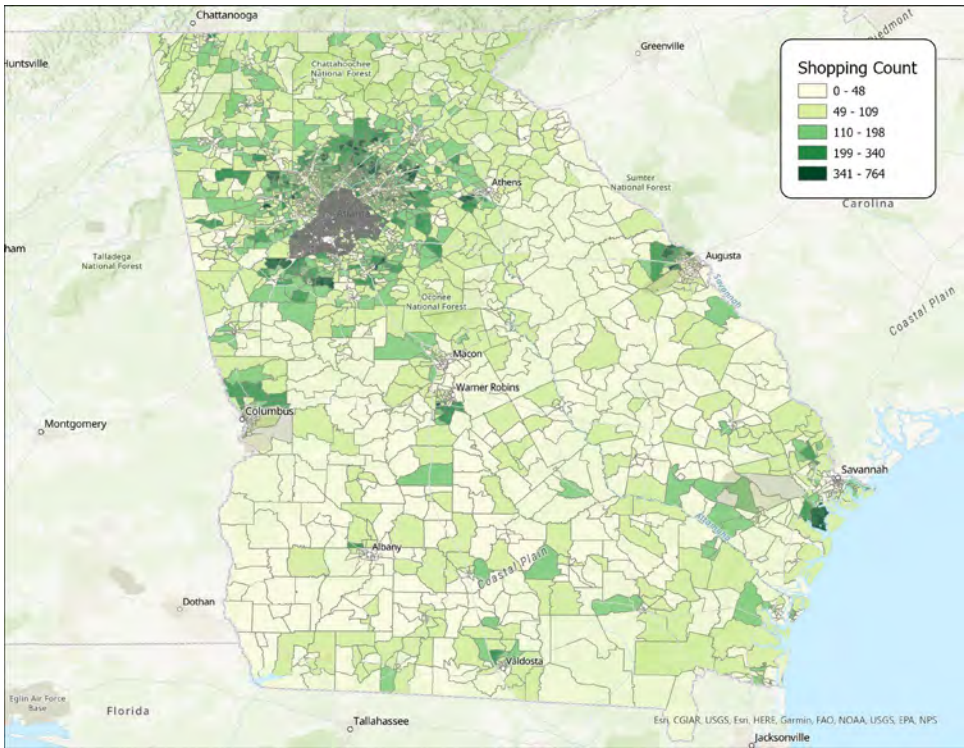 Chattanooga
Piedmont
Greenville
Huntsville
Chattahoochee
National Forest
Shopping Count
0 - 48
49 - 109
110 - 198
199 - 340
341 - 764
Athens
Sumter
National Forest
Carolina
ham
Talladega
National Forest
Augusta
Savannah
Oconee
National Forest
Coastal Plain
Macon
Warner Robins
Columbus
Montgomery
Savannah
Altamaha
Albany
Coastal Plain
Dothan
Valdosta
Eglin Air Force
Base
Florida
Tallahassee
Esri, CGIAR, USGS, Esri, HERE, Garmin, FAO, NOAA, USGS, EPA, NPS
Jacksonville